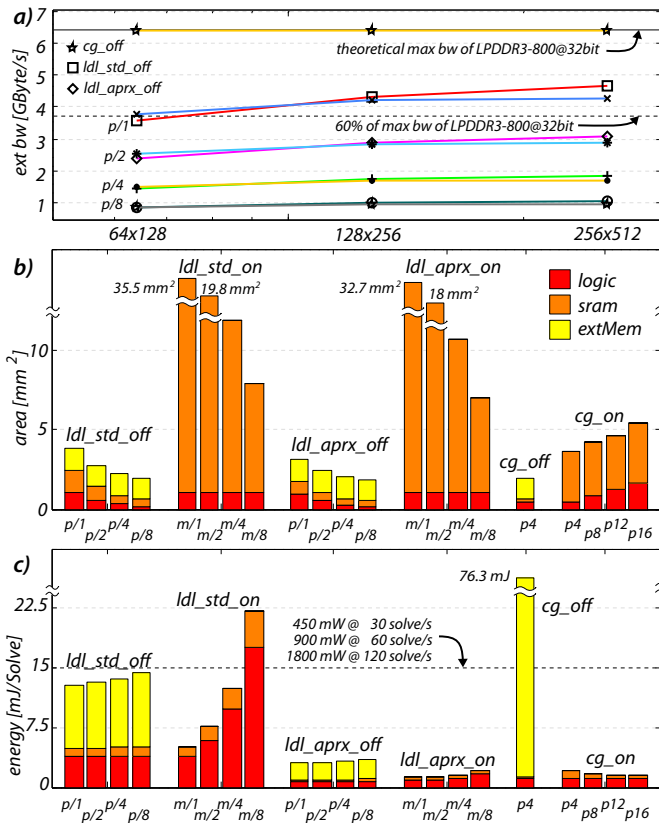 a)
7
6
5
4
3
2
1
ext bw [GByte/s]
cg_off
ldl_std_off
ldl_aprx_off
theoretical max bw of LPDDR3-800@32bit
60% of max bw of LPDDR3-800@32bit
p/1
p/2
p/4
p/8
64x128 128x256 256x512
b)
ldl_std_on
ldl_aprx_on
35.5 mm²
19.8 mm²
32.7 mm²
18 mm²
logic
sram
extMem
10
5
0
area [mm²]
ldl_std_off
ldl_aprx_off
cg_off
cg_on
p/1 p/2 p/4 p/8 m/1 m/2 m/4 m/8 p/1 p/2 p/4 p/8 m/1 m/2 m/4 m/8 p4 p4 p8 p12 p16
c)
76.3 mJ
ldl_std_on
cg_off
22.5
15
7.5
0
energy [mJ/Solve]
450 mW @ 30 solve/s
900 mW @ 60 solve/s
1800 mW @ 120 solve/s
ldl_std_off
ldl_aprx_off
ldl_aprx_on
cg_on
p/1 p/2 p/4 p/8 m/1 m/2 m/4 m/8 p/1 p/2 p/4 p/8 m/1 m/2 m/4 m/8 p4 p4 p8 p12 p16